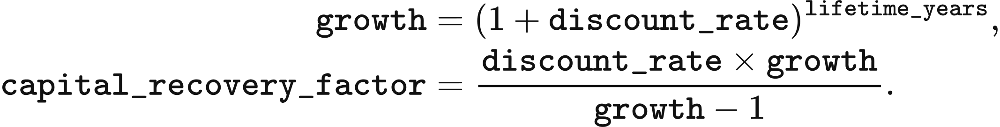 growth = (1 + discount_rate)^lifetime_years,
capital_recovery_factor = (discount_rate × growth) / (growth − 1).